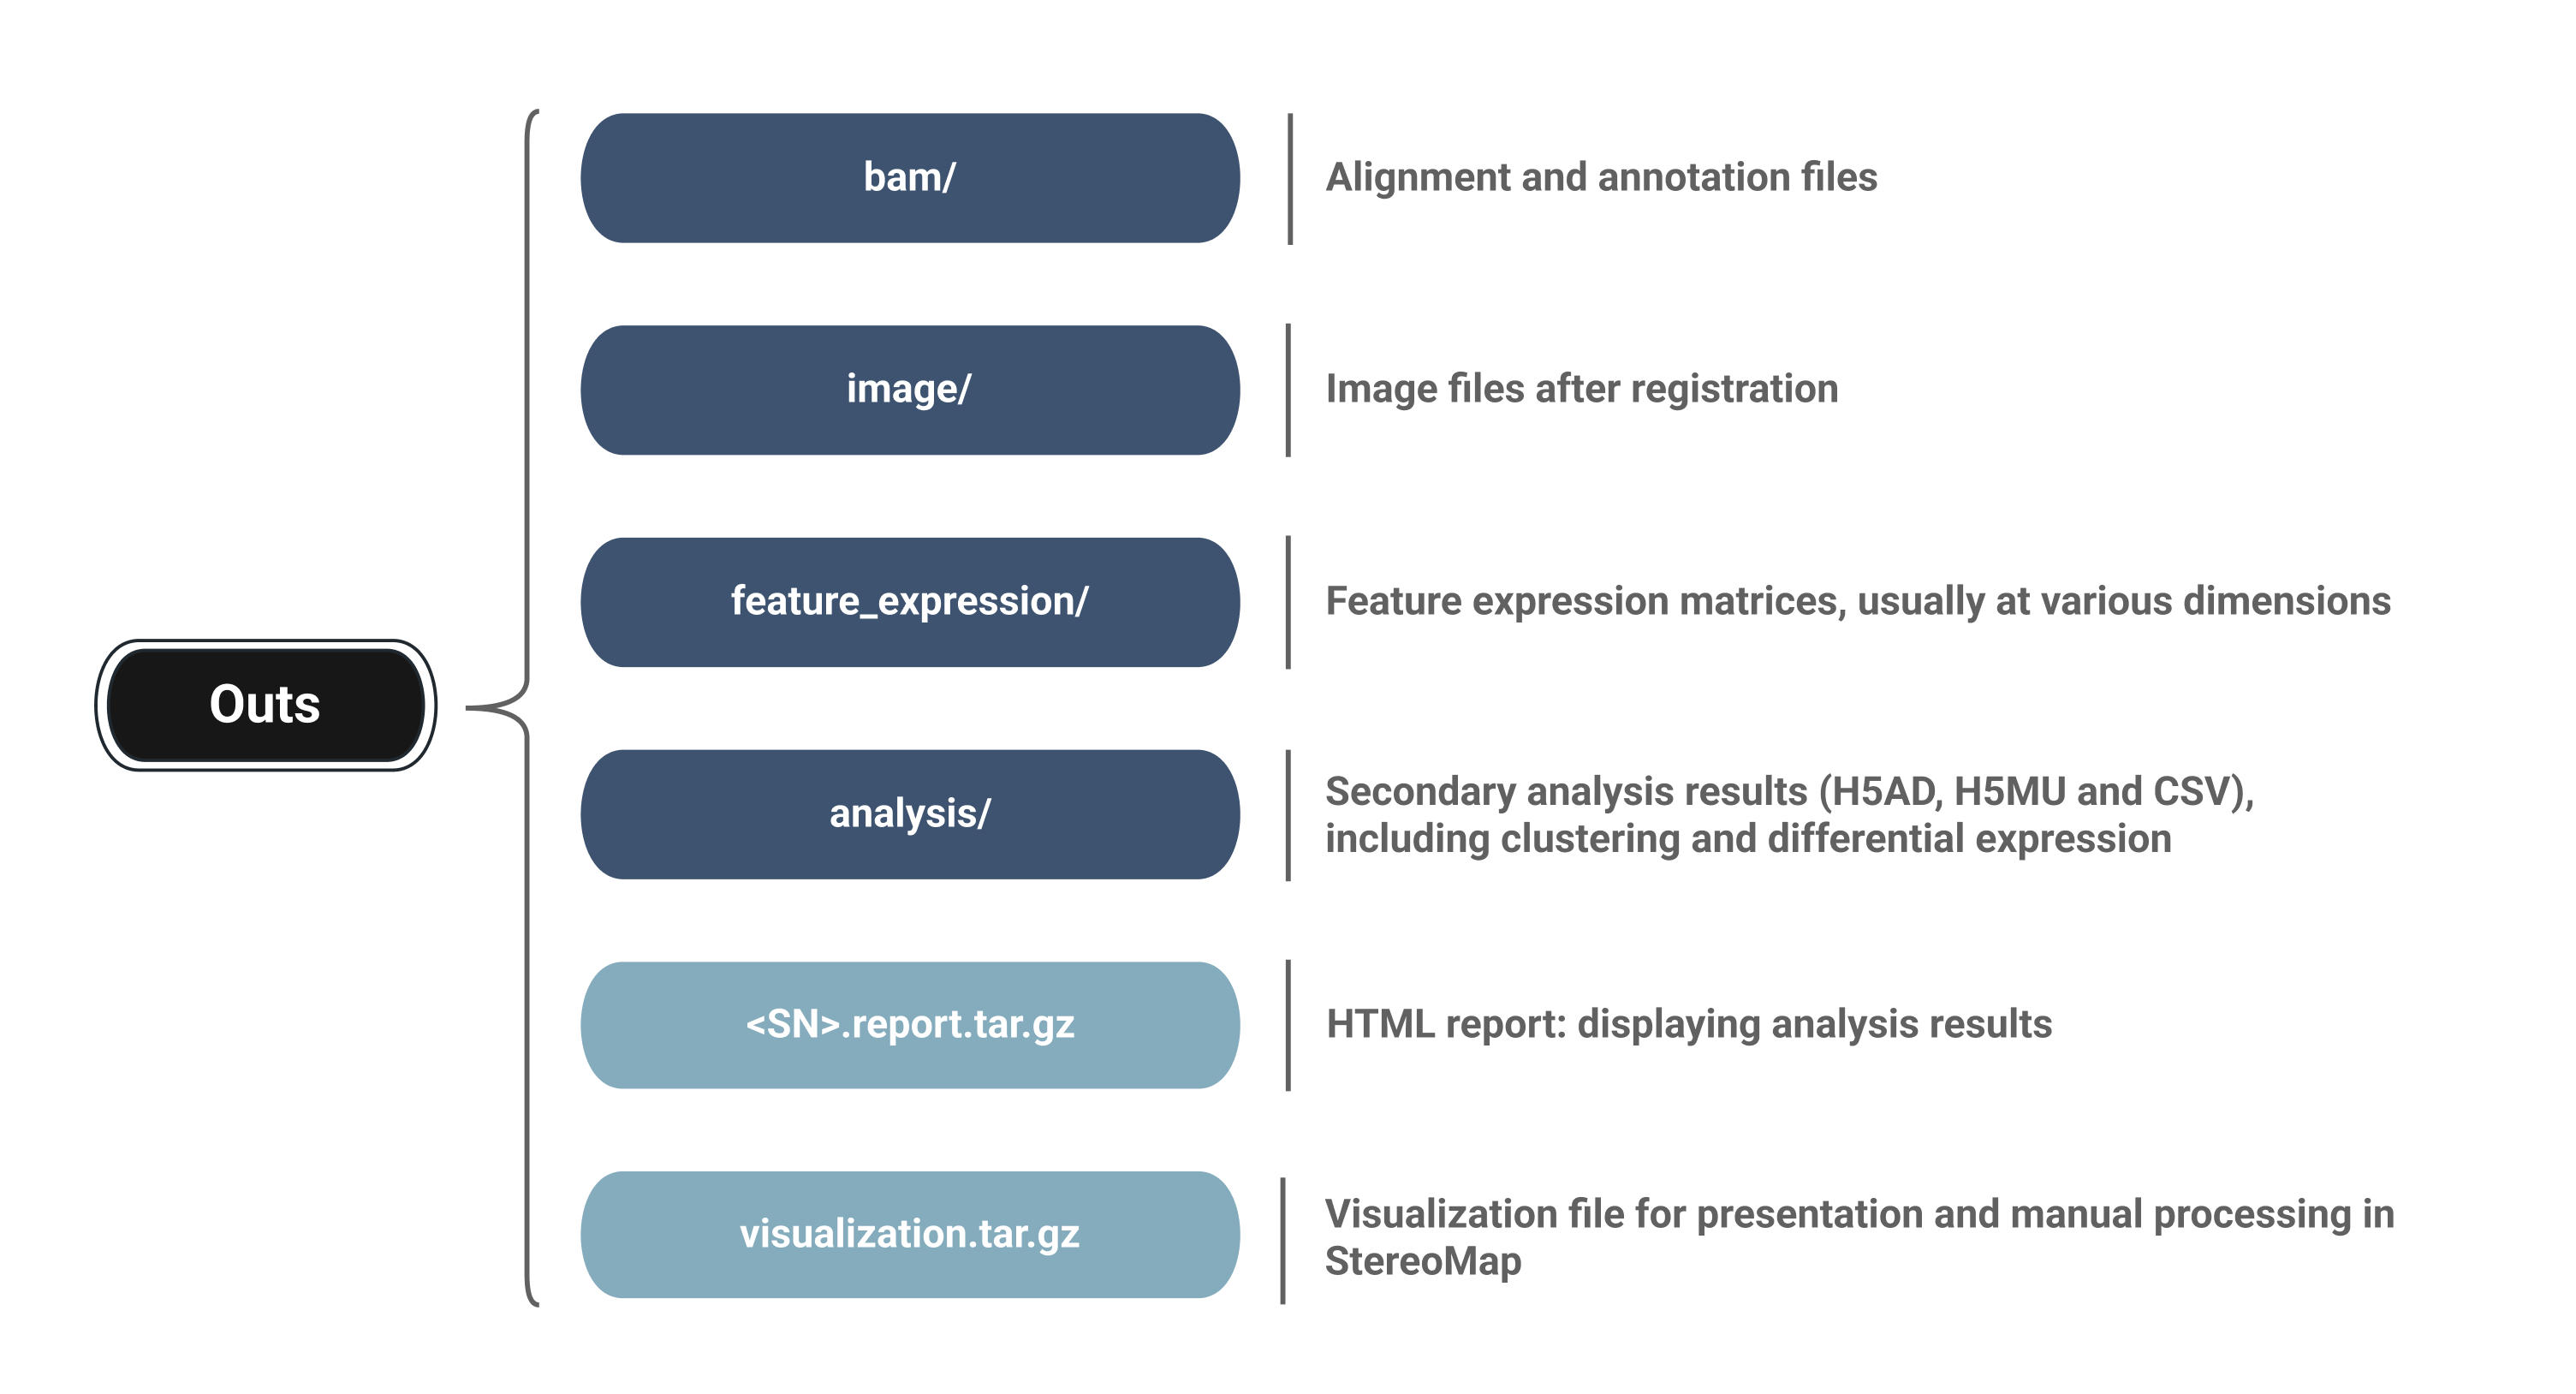 bam/
Alignment and annotation files
image/
Image files after registration
feature_expression/
Feature expression matrices, usually at various dimensions
Outs
analysis/
Secondary analysis results (H5AD, H5MU and CSV),
including clustering and differential expression
<SN>.report.tar.gz
HTML report: displaying analysis results
visualization.tar.gz
Visualization file for presentation and manual processing in
StereoMap